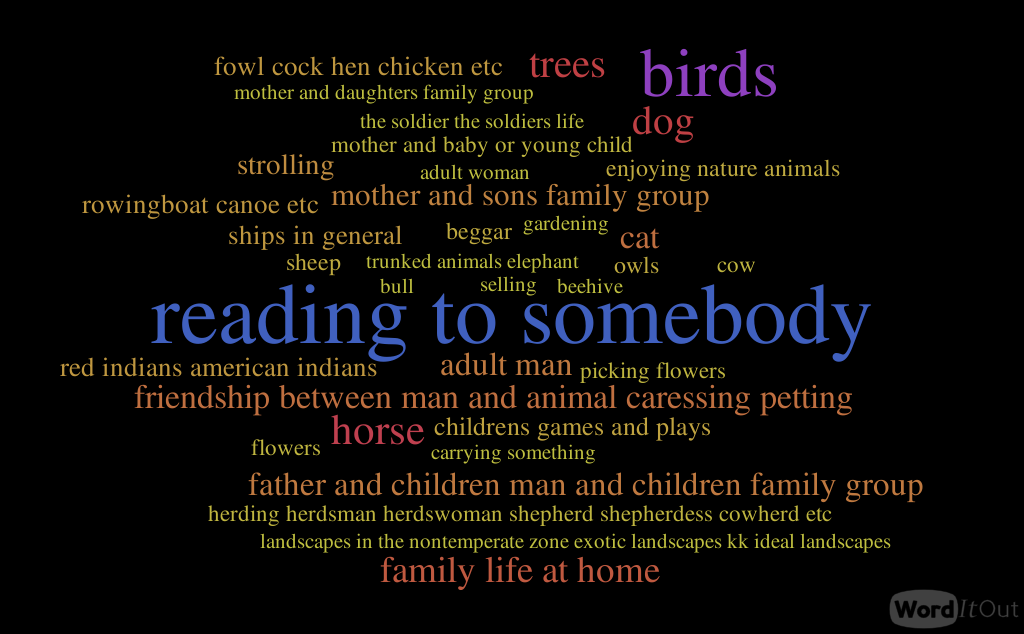 fowl cock hen chicken etc
trees
birds
mother and daughters family group
the soldier the soldiers life
dog
mother and baby or young child
strolling
adult woman
enjoying nature animals
rowingboat canoe etc
mother and sons family group
ships in general
beggar
gardening
cat
sheep
trunked animals elephant
owls
cow
bull
selling
beehive
reading to somebody
red indians american indians
adult man
picking flowers
friendship between man and animal caressing petting
horse
childrens games and plays
flowers
carrying something
father and children man and children family group
herding herdsman herdswoman shepherd shepherdess cowherd etc
landscapes in the nontemperate zone exotic landscapes kk ideal landscapes
family life at home
WordItOut